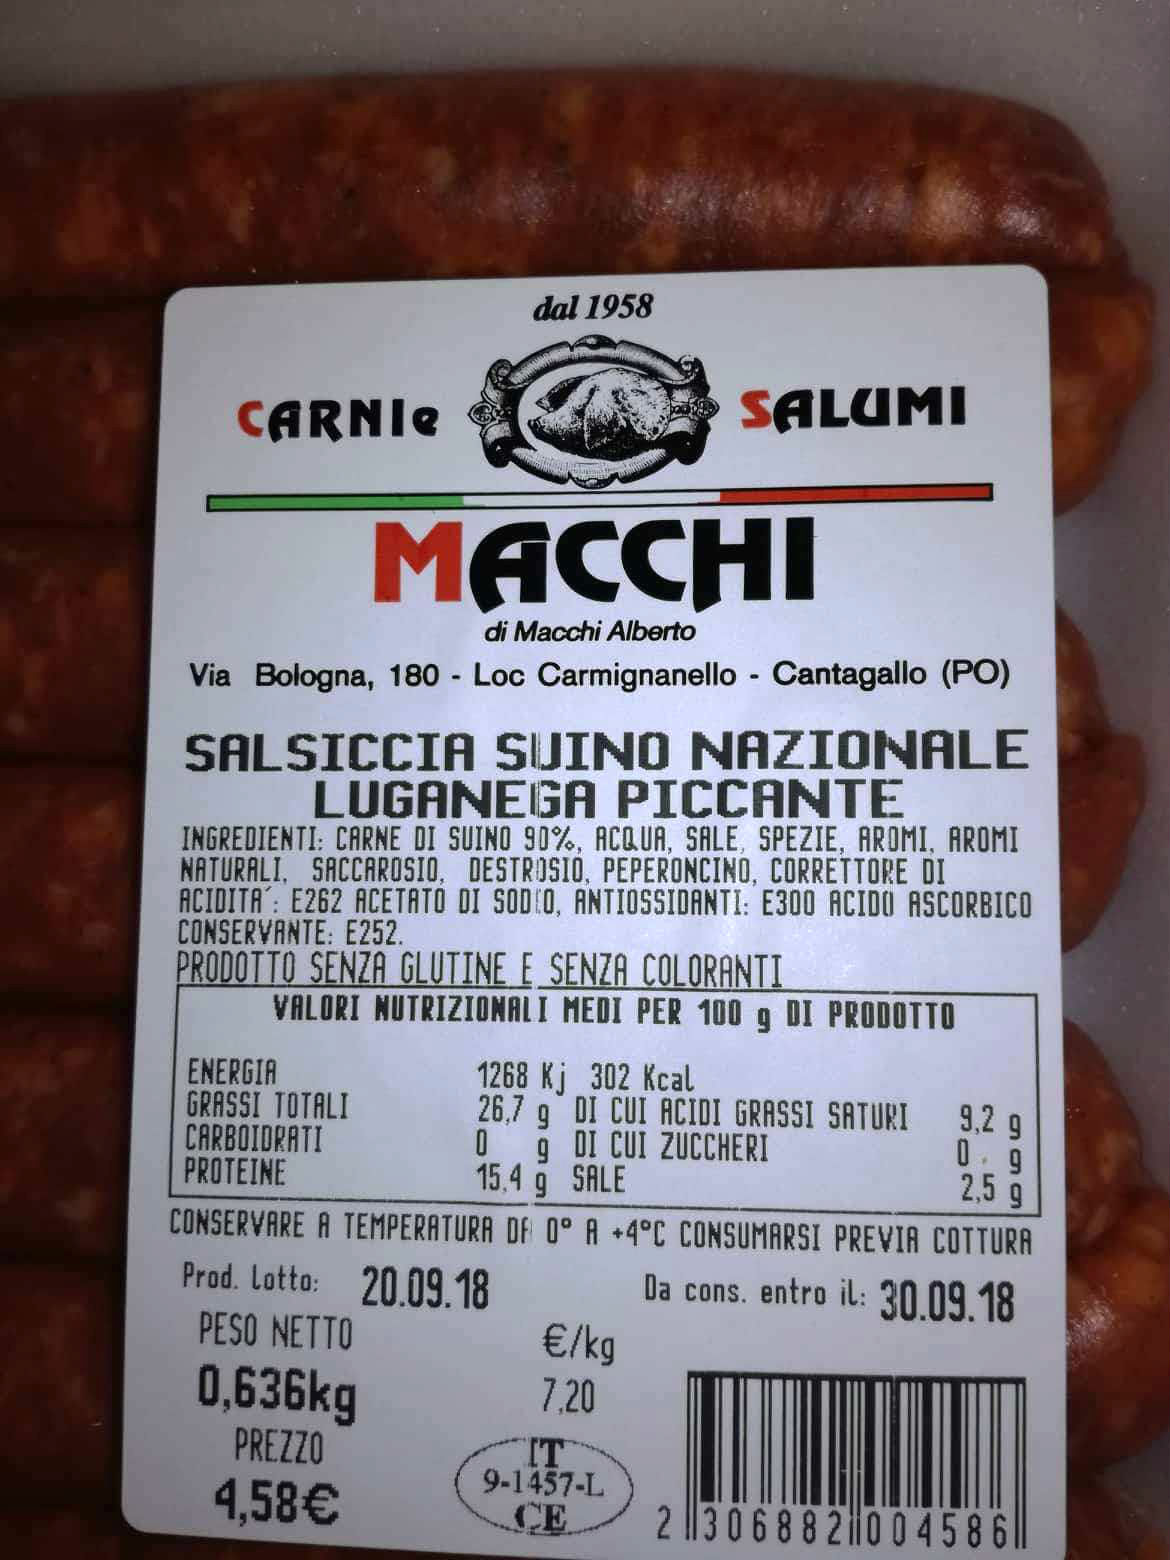 dal 1958
CARNI e SALUMI
MACCHI
di Macchi Alberto
Via Bologna, 180 - Loc Carmignanello - Cantagallo (PO)
SALSICCIA SUINO NAZIONALE
LUGANEGA PICCANTE
INGREDIENTI: CARNE DI SUINO 90%, ACQUA, SALE, SPEZIE, AROMI, AROMI
NATURALI, SACCAROSIO, DESTROSIO, PEPERONCINO, CORRETTORE DI
ACIDITA´: E262 ACETATO DI SODIO, ANTIOSSIDANTI: E300 ACIDO ASCORBICO
CONSERVANTE: E252.
PRODOTTO SENZA GLUTINE E SENZA COLORANTI
VALORI NUTRIZIONALI MEDI PER 100 g DI PRODOTTO
ENERGIA 1268 Kj 302 Kcal
GRASSI TOTALI 26,7 g DI CUI ACIDI GRASSI SATURI 9,2 g
CARBOIDRATI 0 g DI CUI ZUCCHERI 0 g
PROTEINE 15,4 g SALE 2,5 g
CONSERVARE A TEMPERATURA DA 0° A +4°C CONSUMARSI PREVIA COTTURA
Prod. Lotto: 20.09.18 Da cons. entro il: 30.09.18
PESO NETTO €/kg
0,636kg 7,20
PREZZO
4,58€
IT
9-1457-L
CE
2 306882 004586